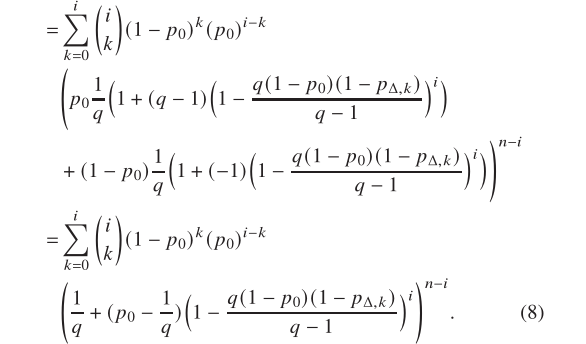 = \sum_{k=0}^{i} \binom{i}{k} (1 - p_0)^k (p_0)^{i-k}
\Bigg( p_0 \frac{1}{q} \Big( 1 + (q - 1) \Big( 1 - \frac{q(1 - p_0)(1 - p_{\Delta,k})}{q - 1} \Big)^i \Big)
+ (1 - p_0) \frac{1}{q} \Big( 1 + (-1) \Big( 1 - \frac{q(1 - p_0)(1 - p_{\Delta,k})}{q - 1} \Big)^i \Big) \Bigg)^{n-i}
= \sum_{k=0}^{i} \binom{i}{k} (1 - p_0)^k (p_0)^{i-k}
\Bigg( \frac{1}{q} + (p_0 - \frac{1}{q}) \Big( 1 - \frac{q(1 - p_0)(1 - p_{\Delta,k})}{q - 1} \Big)^i \Bigg)^{n-i}. (8)